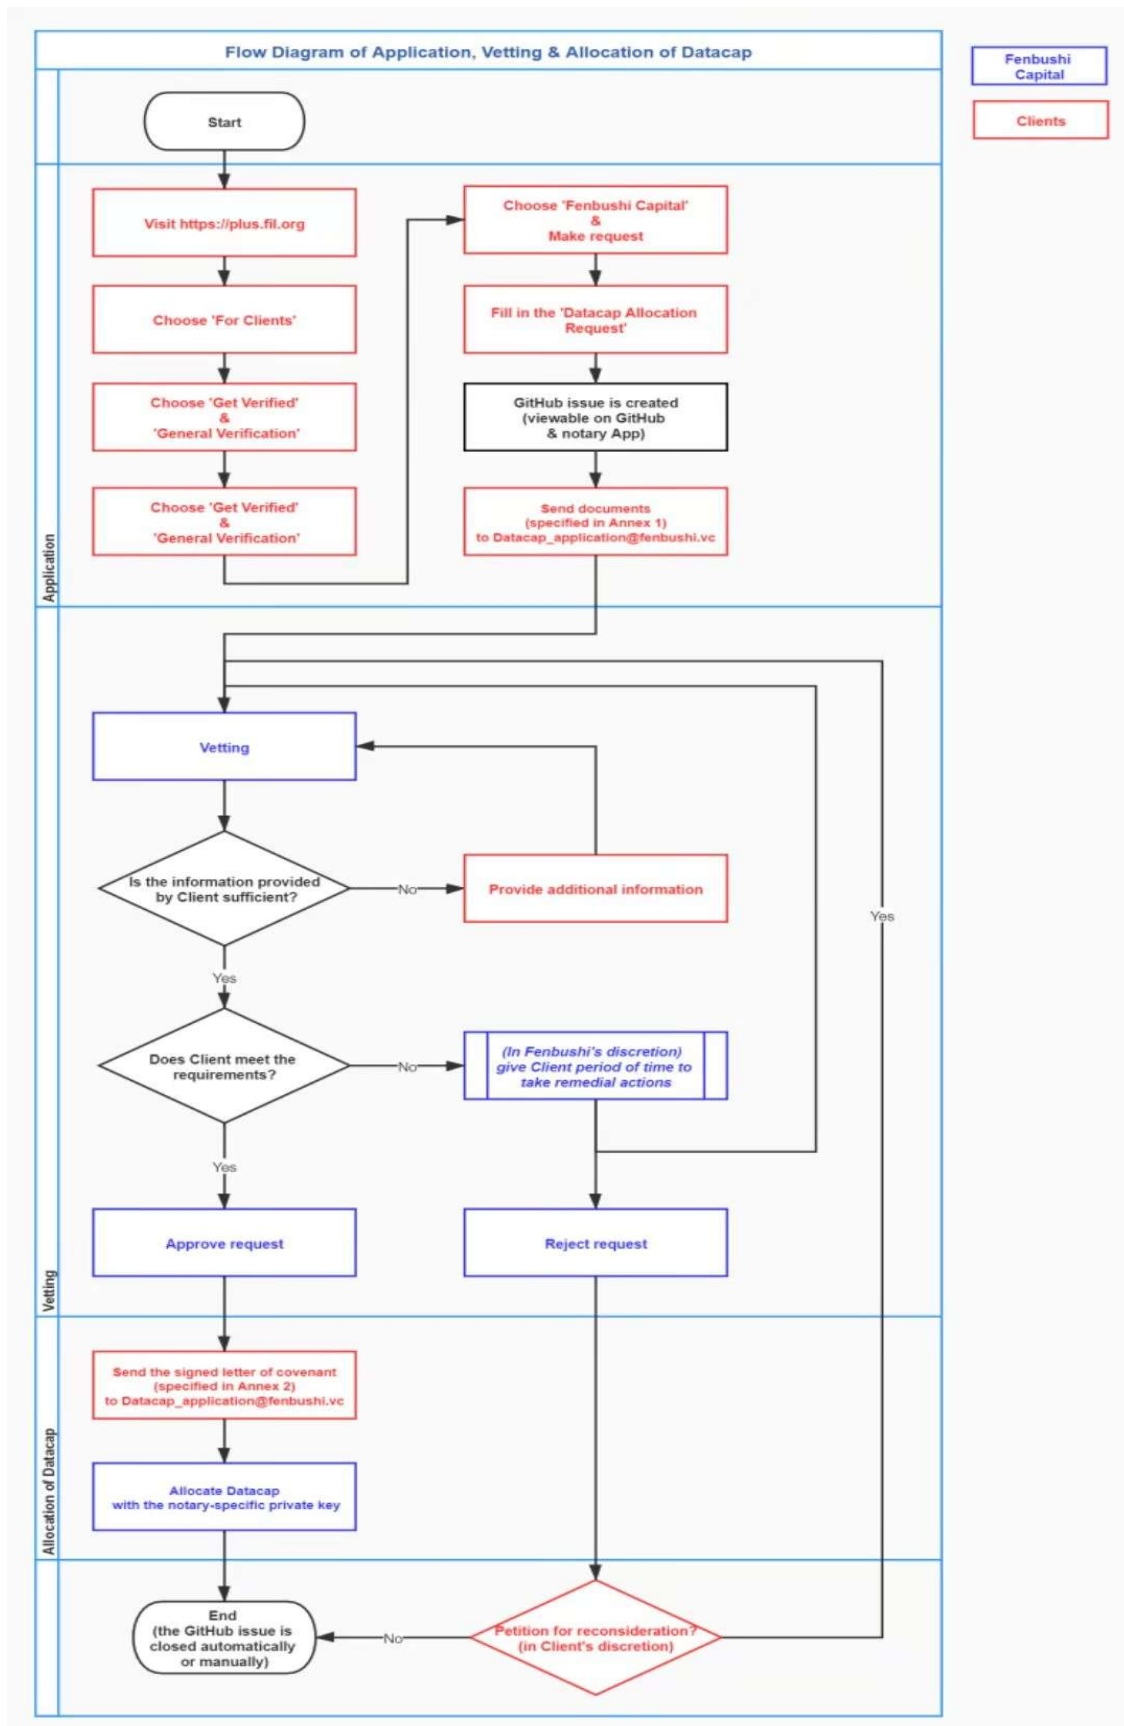 Flow Diagram of Application, Vetting & Allocation of Datacap
Fenbushi
Capital
Clients
Start
Application
Visit https://plus.fil.org
Choose 'For Clients'
Choose 'Get Verified'
&
'General Verification'
Choose 'Get Verified'
&
'General Verification'
Choose 'Fenbushi Capital'
&
Make request
Fill in the 'Datacap Allocation
Request'
GitHub issue is created
(viewable on GitHub
& notary App)
Send documents
(specified in Annex 1)
to Datacap_application@fenbushi.vc
Vetting
Vetting
Is the information provided
by Client sufficient?
No
Provide additional information
Yes
Yes
Does Client meet the
requirements?
No
(In Fenbushi's discretion)
give Client period of time to
take remedial actions
Yes
Approve request
Reject request
Allocation of Datacap
Send the signed letter of covenant
(specified in Annex 2)
to Datacap_application@fenbushi.vc
Allocate Datacap
with the notary-specific private key
End
(the GitHub issue is
closed automatically
or manually)
No
Petition for reconsideration?
(in Client's discretion)